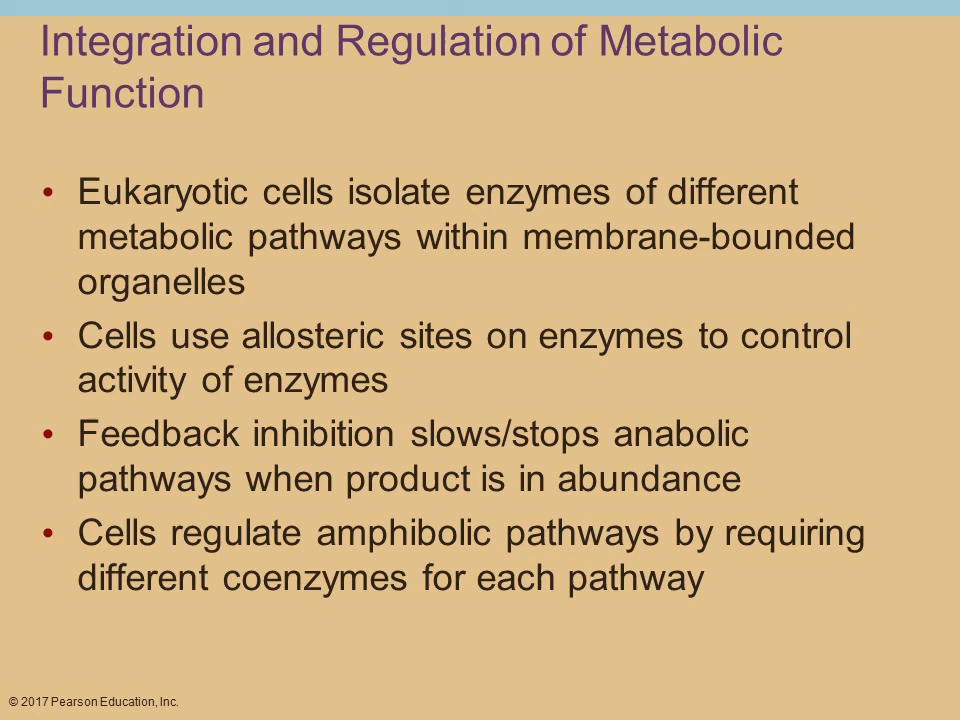 Integration and Regulation of Metabolic
Function
• Eukaryotic cells isolate enzymes of different
metabolic pathways within membrane-bounded
organelles
• Cells use allosteric sites on enzymes to control
activity of enzymes
• Feedback inhibition slows/stops anabolic
pathways when product is in abundance
• Cells regulate amphibolic pathways by requiring
different coenzymes for each pathway
© 2017 Pearson Education, Inc.